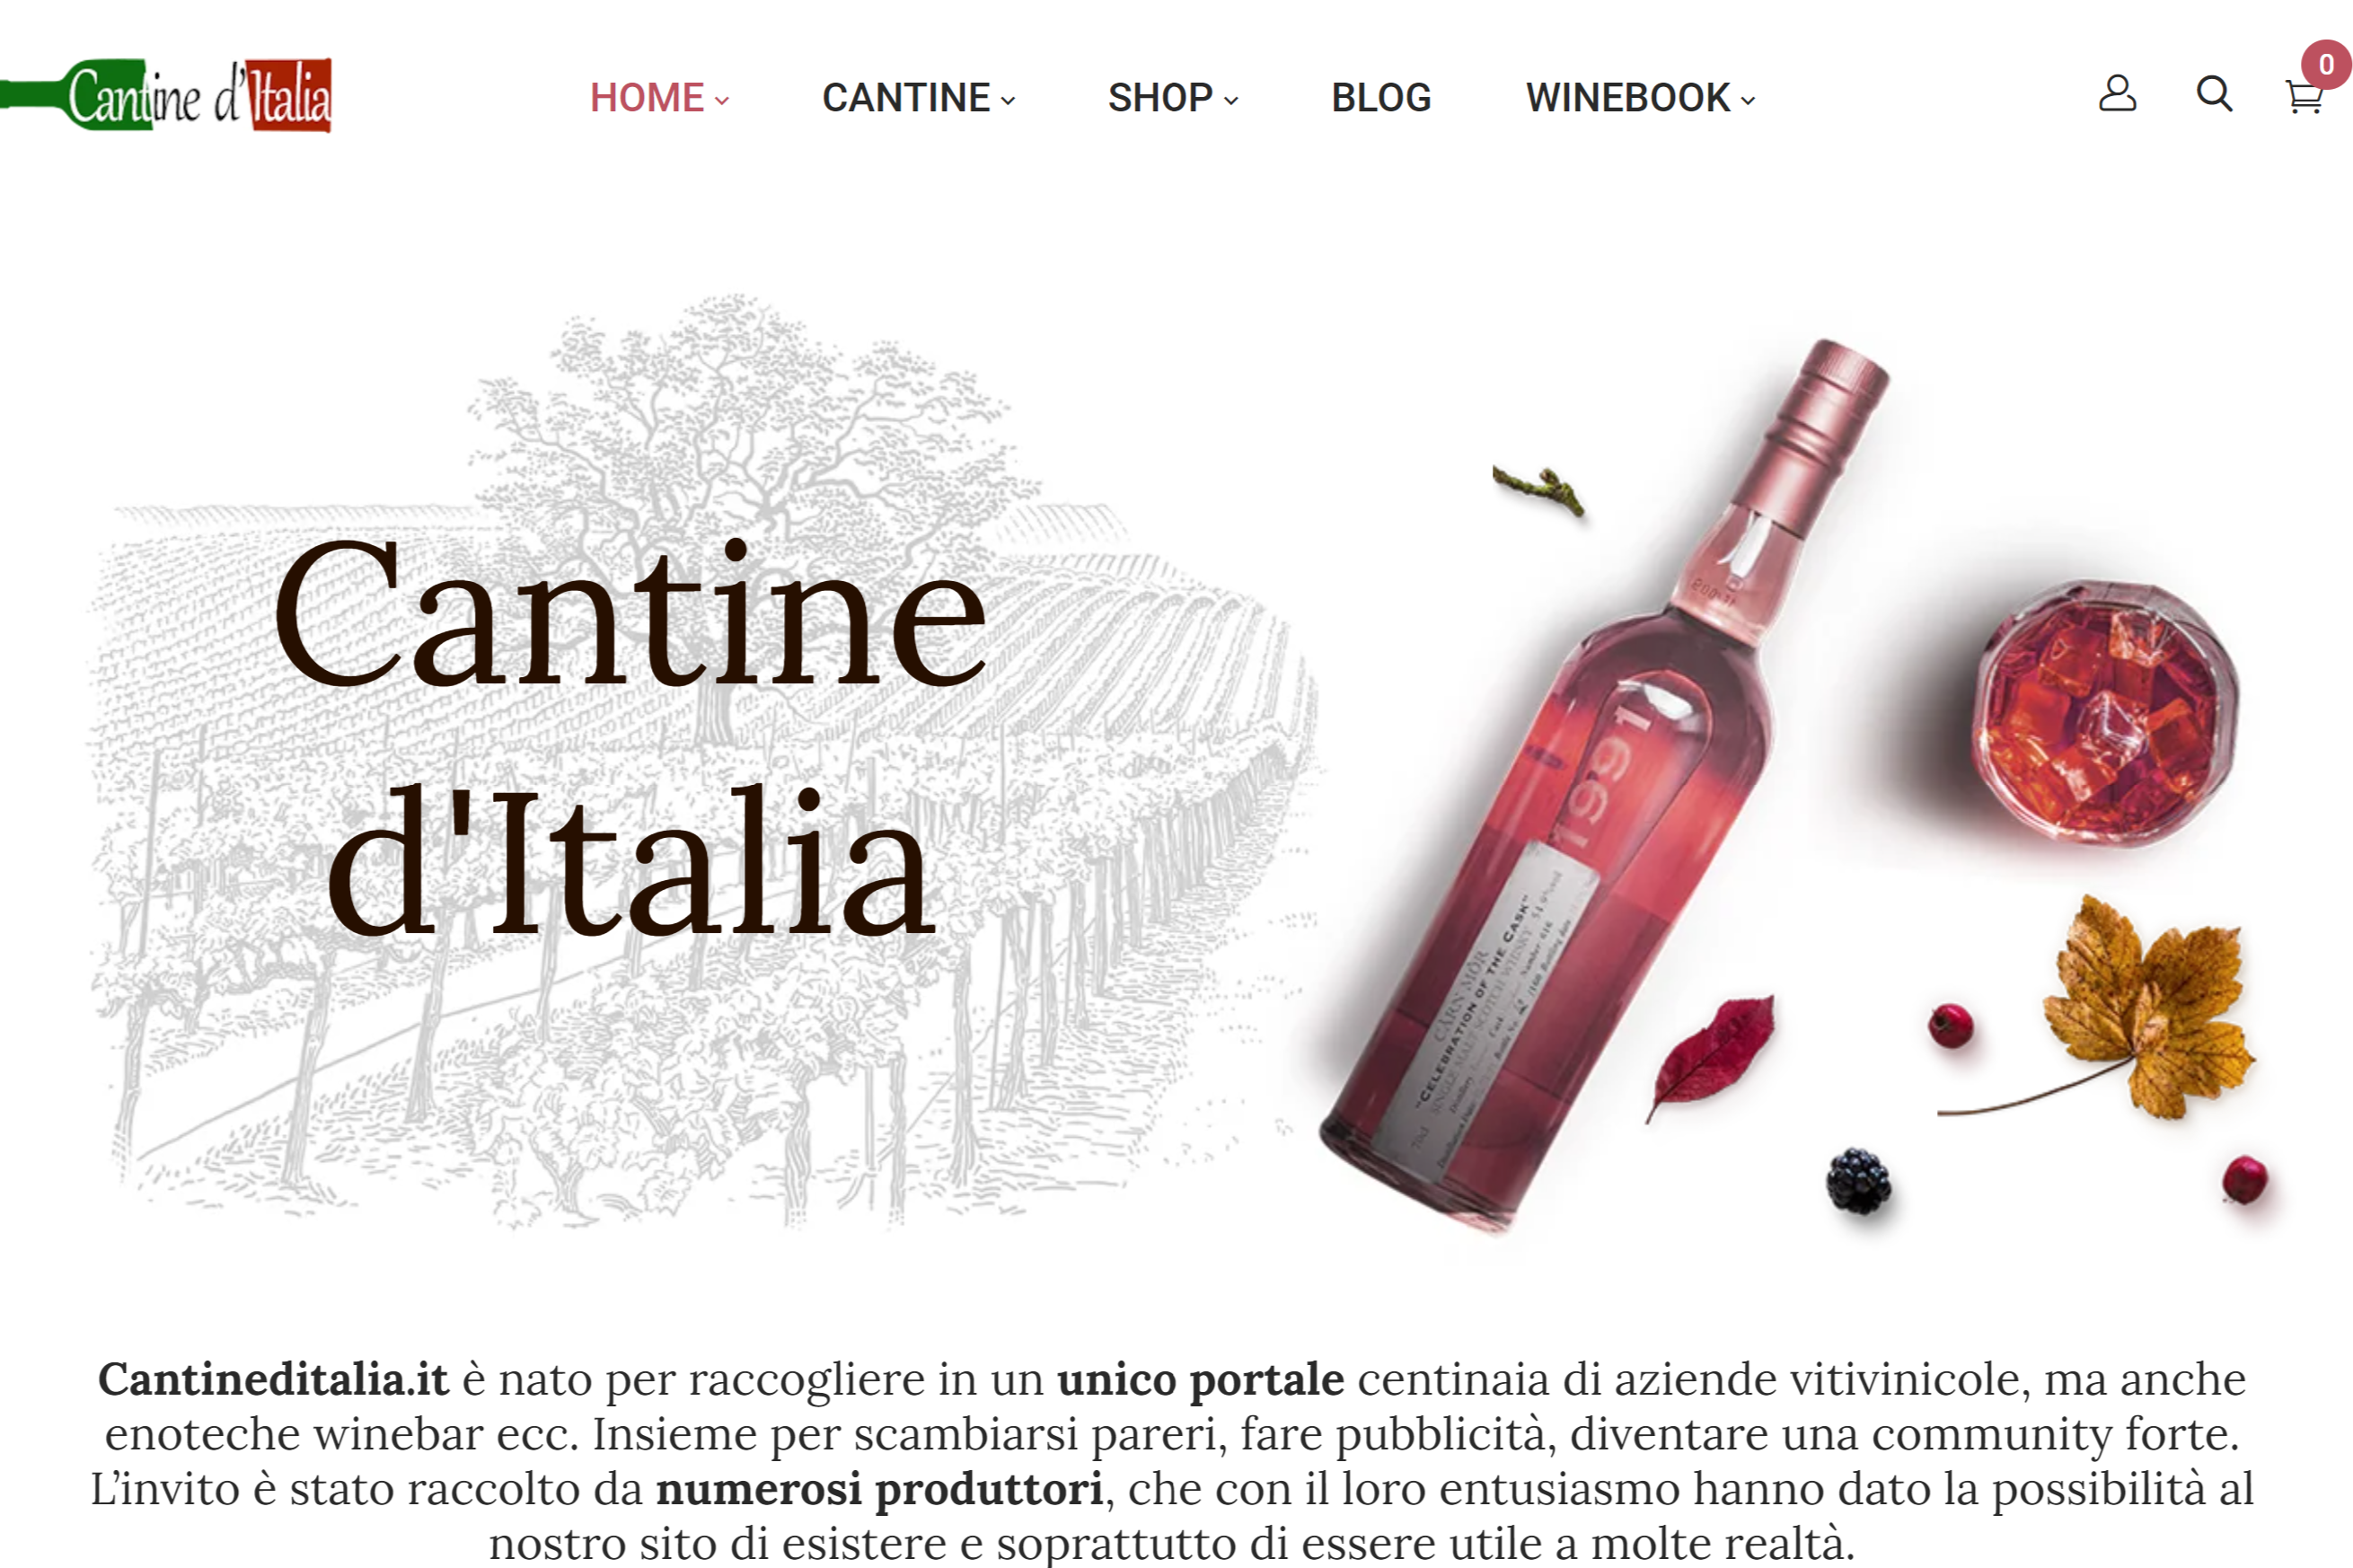 Cantine d'Italia
HOME
CANTINE
SHOP
BLOG
WINEBOOK
0
Cantine
d'Italia
1991
CÀRN MÒR
"CELEBRATION OF THE CASK"
SINGLE MALT SCOTCH WHISKY
70cl
Cantineditalia.it è nato per raccogliere in un unico portale centinaia di aziende vitivinicole, ma anche
enoteche winebar ecc. Insieme per scambiarsi pareri, fare pubblicità, diventare una community forte.
L’invito è stato raccolto da numerosi produttori, che con il loro entusiasmo hanno dato la possibilità al
nostro sito di esistere e soprattutto di essere utile a molte realtà.